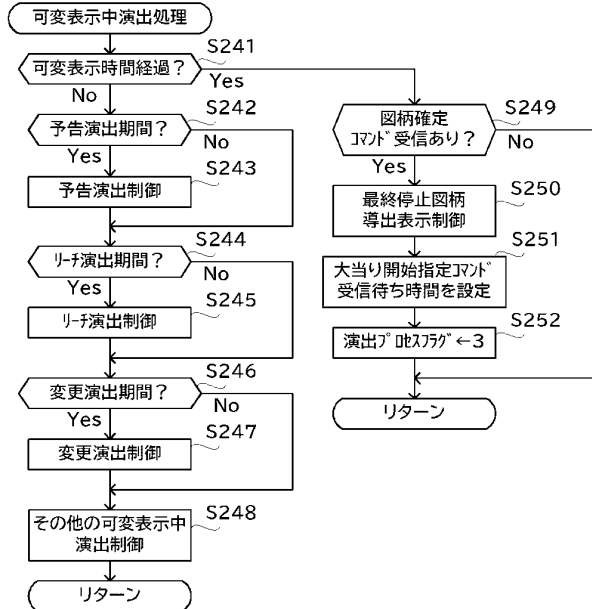 可変表示中演出処理
S241
可変表示時間経過？
Yes
No
S242
予告演出期間？
No
Yes
S243
予告演出制御
S244
ﾘｰﾁ演出期間？
No
Yes
S245
ﾘｰﾁ演出制御
S246
変更演出期間？
No
Yes
S247
変更演出制御
S248
その他の可変表示中
演出制御
リターン
S249
図柄確定
ｺﾏﾝﾄﾞ受信あり？
No
Yes
S250
最終停止図柄
導出表示制御
S251
大当り開始指定ｺﾏﾝﾄﾞ
受信待ち時間を設定
S252
演出ﾌﾟﾛｾｽﾌﾗｸﾞ←3
リターン